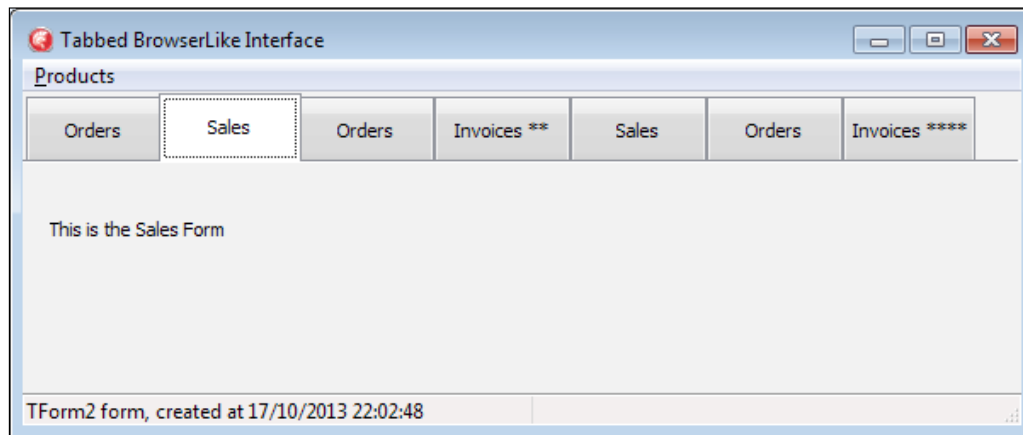 Tabbed BrowserLike Interface
Products
Orders Sales Orders Invoices ** Sales Orders Invoices ****
This is the Sales Form
TForm2 form, created at 17/10/2013 22:02:48